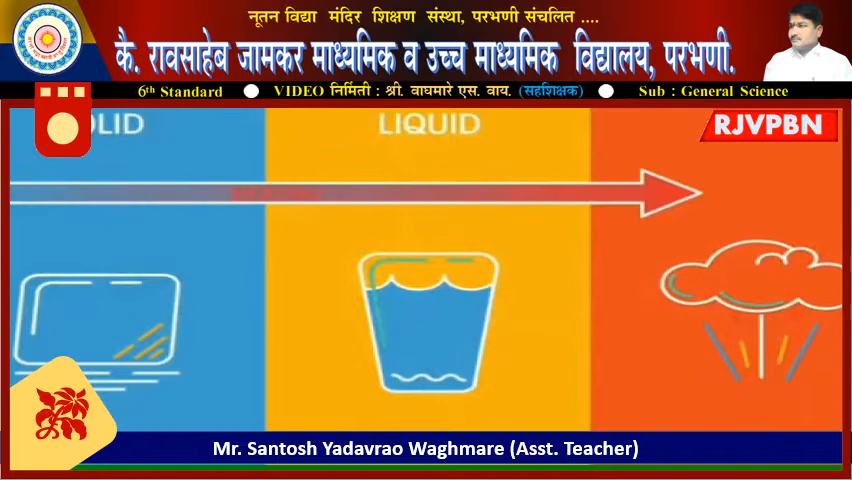 नूतन विद्या मंदिर शिक्षण संस्था, परभणी संचलित ....
कै. रावसाहेब जामकर माध्यमिक व उच्च माध्यमिक विद्यालय, परभणी.
6th Standard VIDEO निर्मिती : श्री. वाघमारे एस. वाय. (सहशिक्षक) Sub : General Science
OLID LIQUID RJVPBN
Mr. Santosh Yadavrao Waghmare (Asst. Teacher)